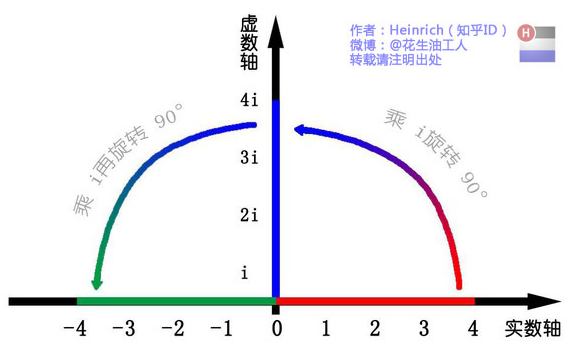 虚数轴
作者：Heinrich（知乎ID）
微博：@花生油工人
转载请注明出处
H
4i
3i
2i
i
乘 i再旋转 90°
乘 i旋转 90°
-4 -3 -2 -1 0 1 2 3 4 实数轴